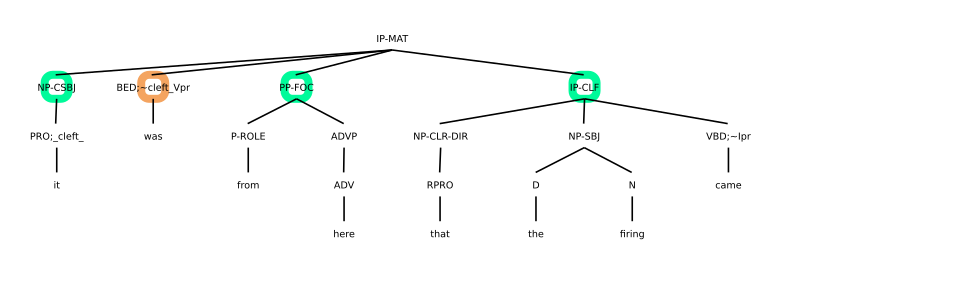 IP-MAT
NP-CSBJ BED;~cleft_Vpr PP-FOC IP-CLF
PRO;_cleft_ was P-ROLE ADVP NP-CLR-DIR NP-SBJ VBD;~Ipr
it from ADV RPRO D N came
here that the firing